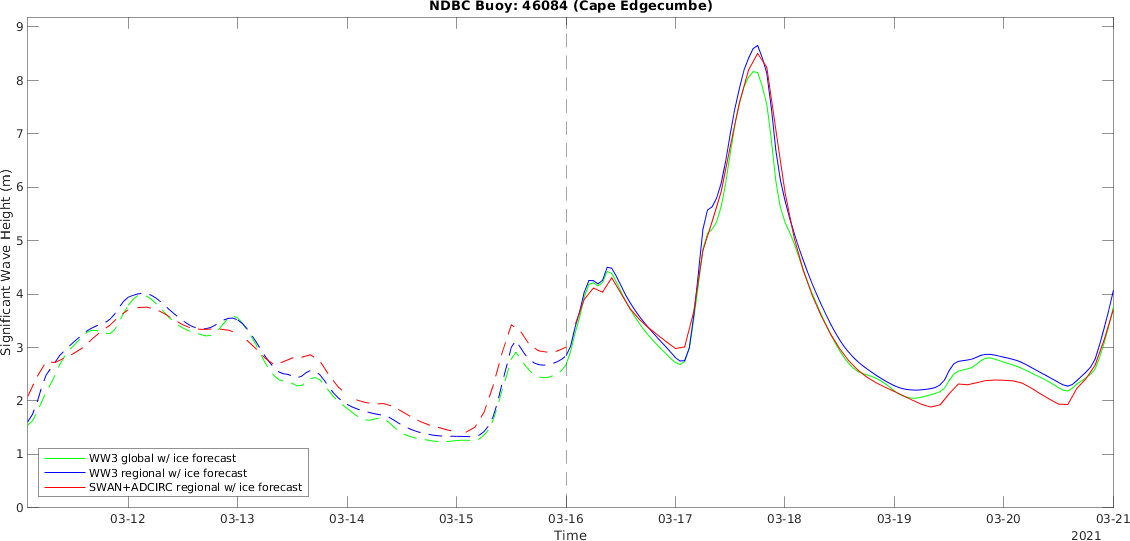 NDBC Buoy: 46084 (Cape Edgecumbe)
Significant Wave Height (m)
9
8
7
6
5
4
3
2
1
0
WW3 global w/ ice forecast
WW3 regional w/ ice forecast
SWAN+ADCIRC regional w/ ice forecast
03-12 03-13 03-14 03-15 03-16 03-17 03-18 03-19 03-20 03-21
Time
2021